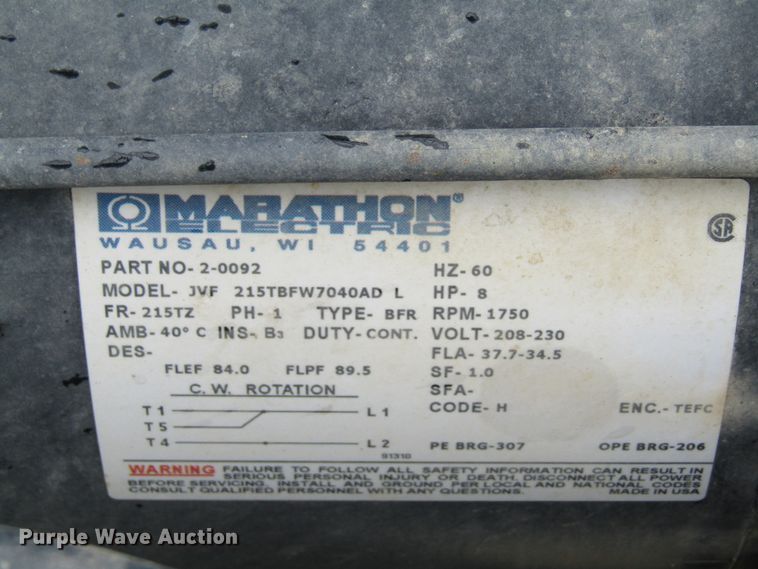 MARATHON®
ELECTRIC
WAUSAU, WI 54401
SA
PART NO- 2-0092 HZ- 60
MODEL- JVF 215TBFW7040AD L HP- 8
FR- 215TZ PH- 1 TYPE- BFR RPM- 1750
AMB- 40° C INS- B3 DUTY- CONT. VOLT- 208-230
DES- FLA- 37.7-34.5
FLEF 84.0 FLPF 89.5 SF- 1.0
C.W. ROTATION SFA-
T1 L1 CODE- H ENC.- TEFC
T5
T4 L2 PE BRG-307 OPE BRG-206
91310
WARNING FAILURE TO FOLLOW ALL SAFETY INFORMATION CAN RESULT IN
SERIOUS PERSONAL INJURY OR DEATH. DISCONNECT ALL POWER
BEFORE SERVICING. INSTALL AND GROUND PER LOCAL AND NATIONAL CODES
CONSULT QUALIFIED PERSONNEL WITH ANY QUESTIONS. MADE IN USA
Purple Wave Auction